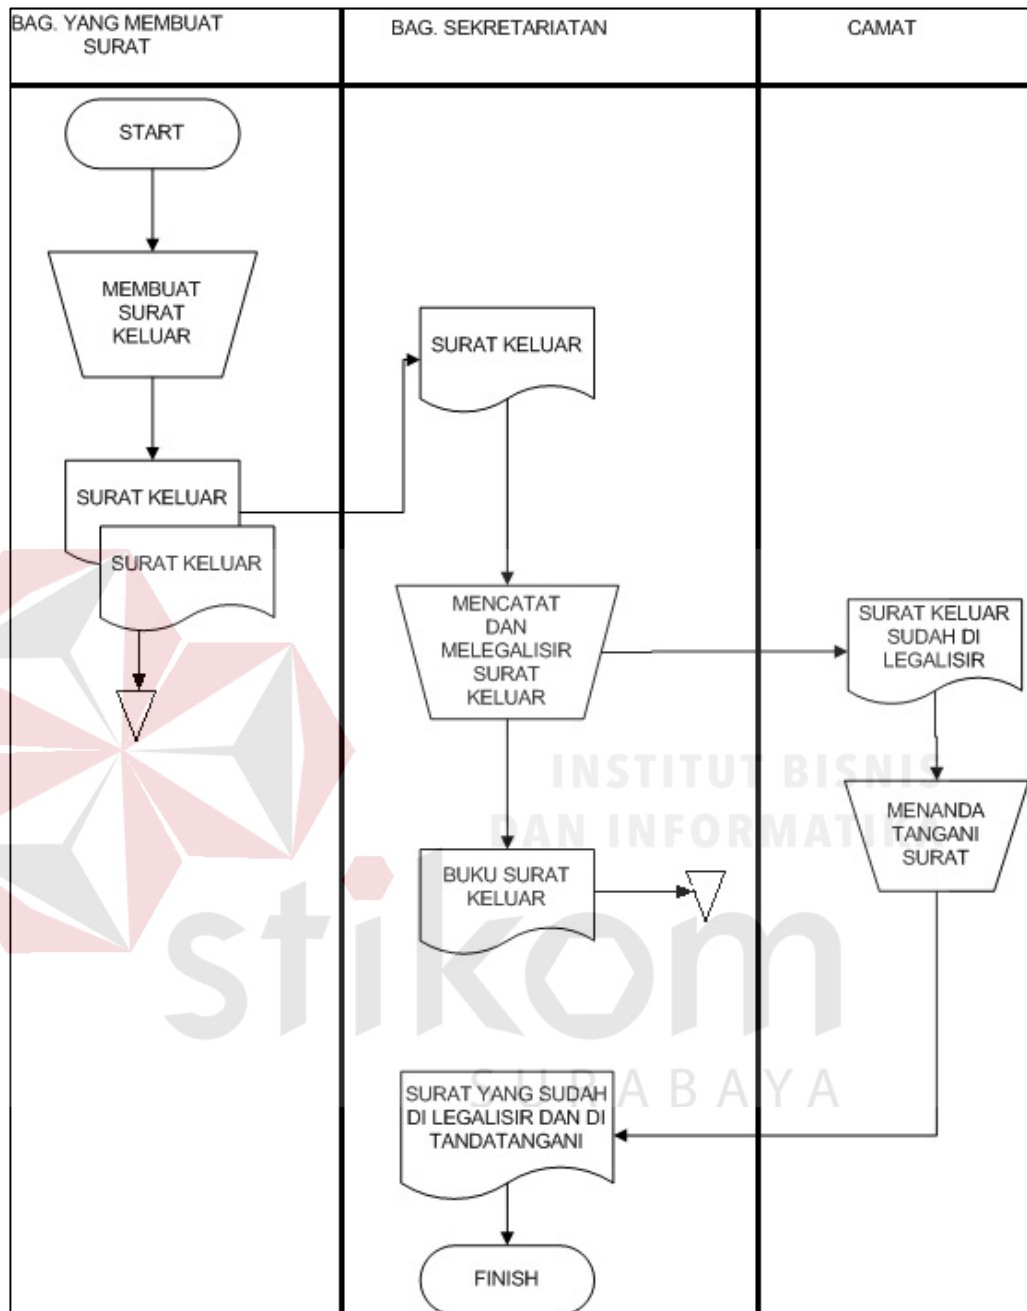 BAG. YANG MEMBUAT
SURAT
BAG. SEKRETARIATAN
CAMAT
START
MEMBUAT
SURAT
KELUAR
SURAT KELUAR
SURAT KELUAR
SURAT KELUAR
MENCATAT
DAN
MELEGALISIR
SURAT
KELUAR
SURAT KELUAR
SUDAH DI
LEGALISIR
MENANDA
TANGANI
SURAT
BUKU SURAT
KELUAR
SURAT YANG SUDAH
DI LEGALISIR DAN DI
TANDATANGANI
FINISH
INSTITUT BISNIS
DAN INFORMATIKA
stikom
SURABAYA